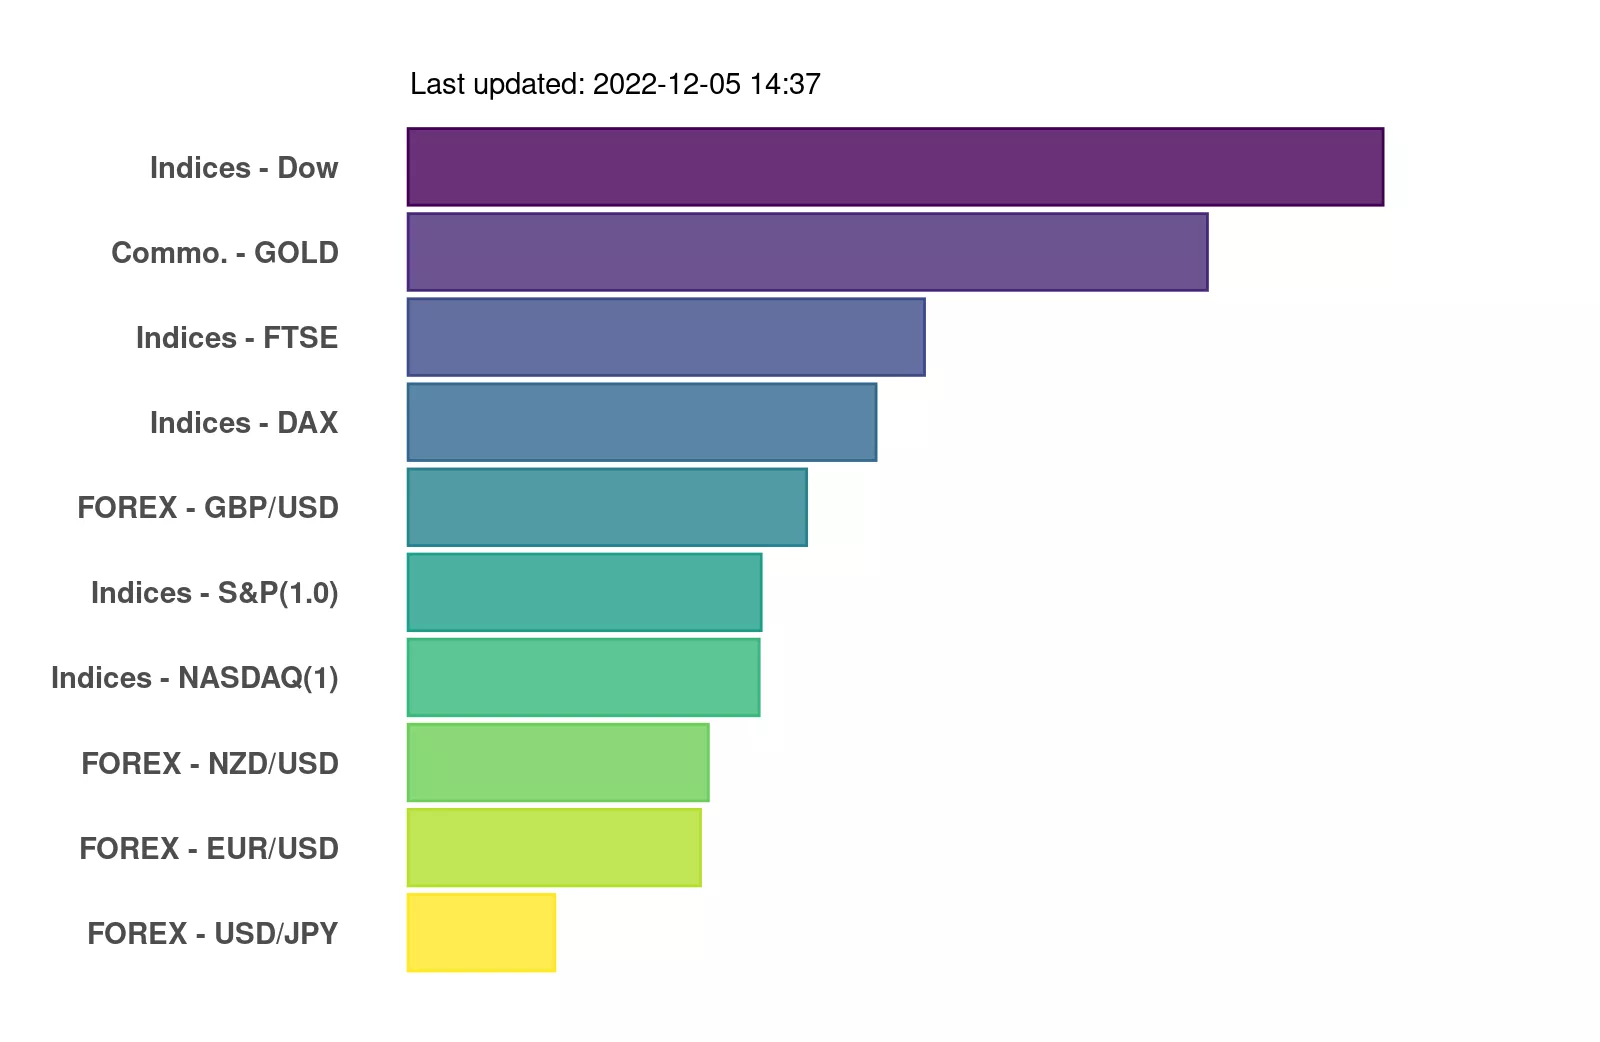 Last updated: 2022-12-05 14:37
Indices - Dow
Commo. - GOLD
Indices - FTSE
Indices - DAX
FOREX - GBP/USD
Indices - S&P(1.0)
Indices - NASDAQ(1)
FOREX - NZD/USD
FOREX - EUR/USD
FOREX - USD/JPY